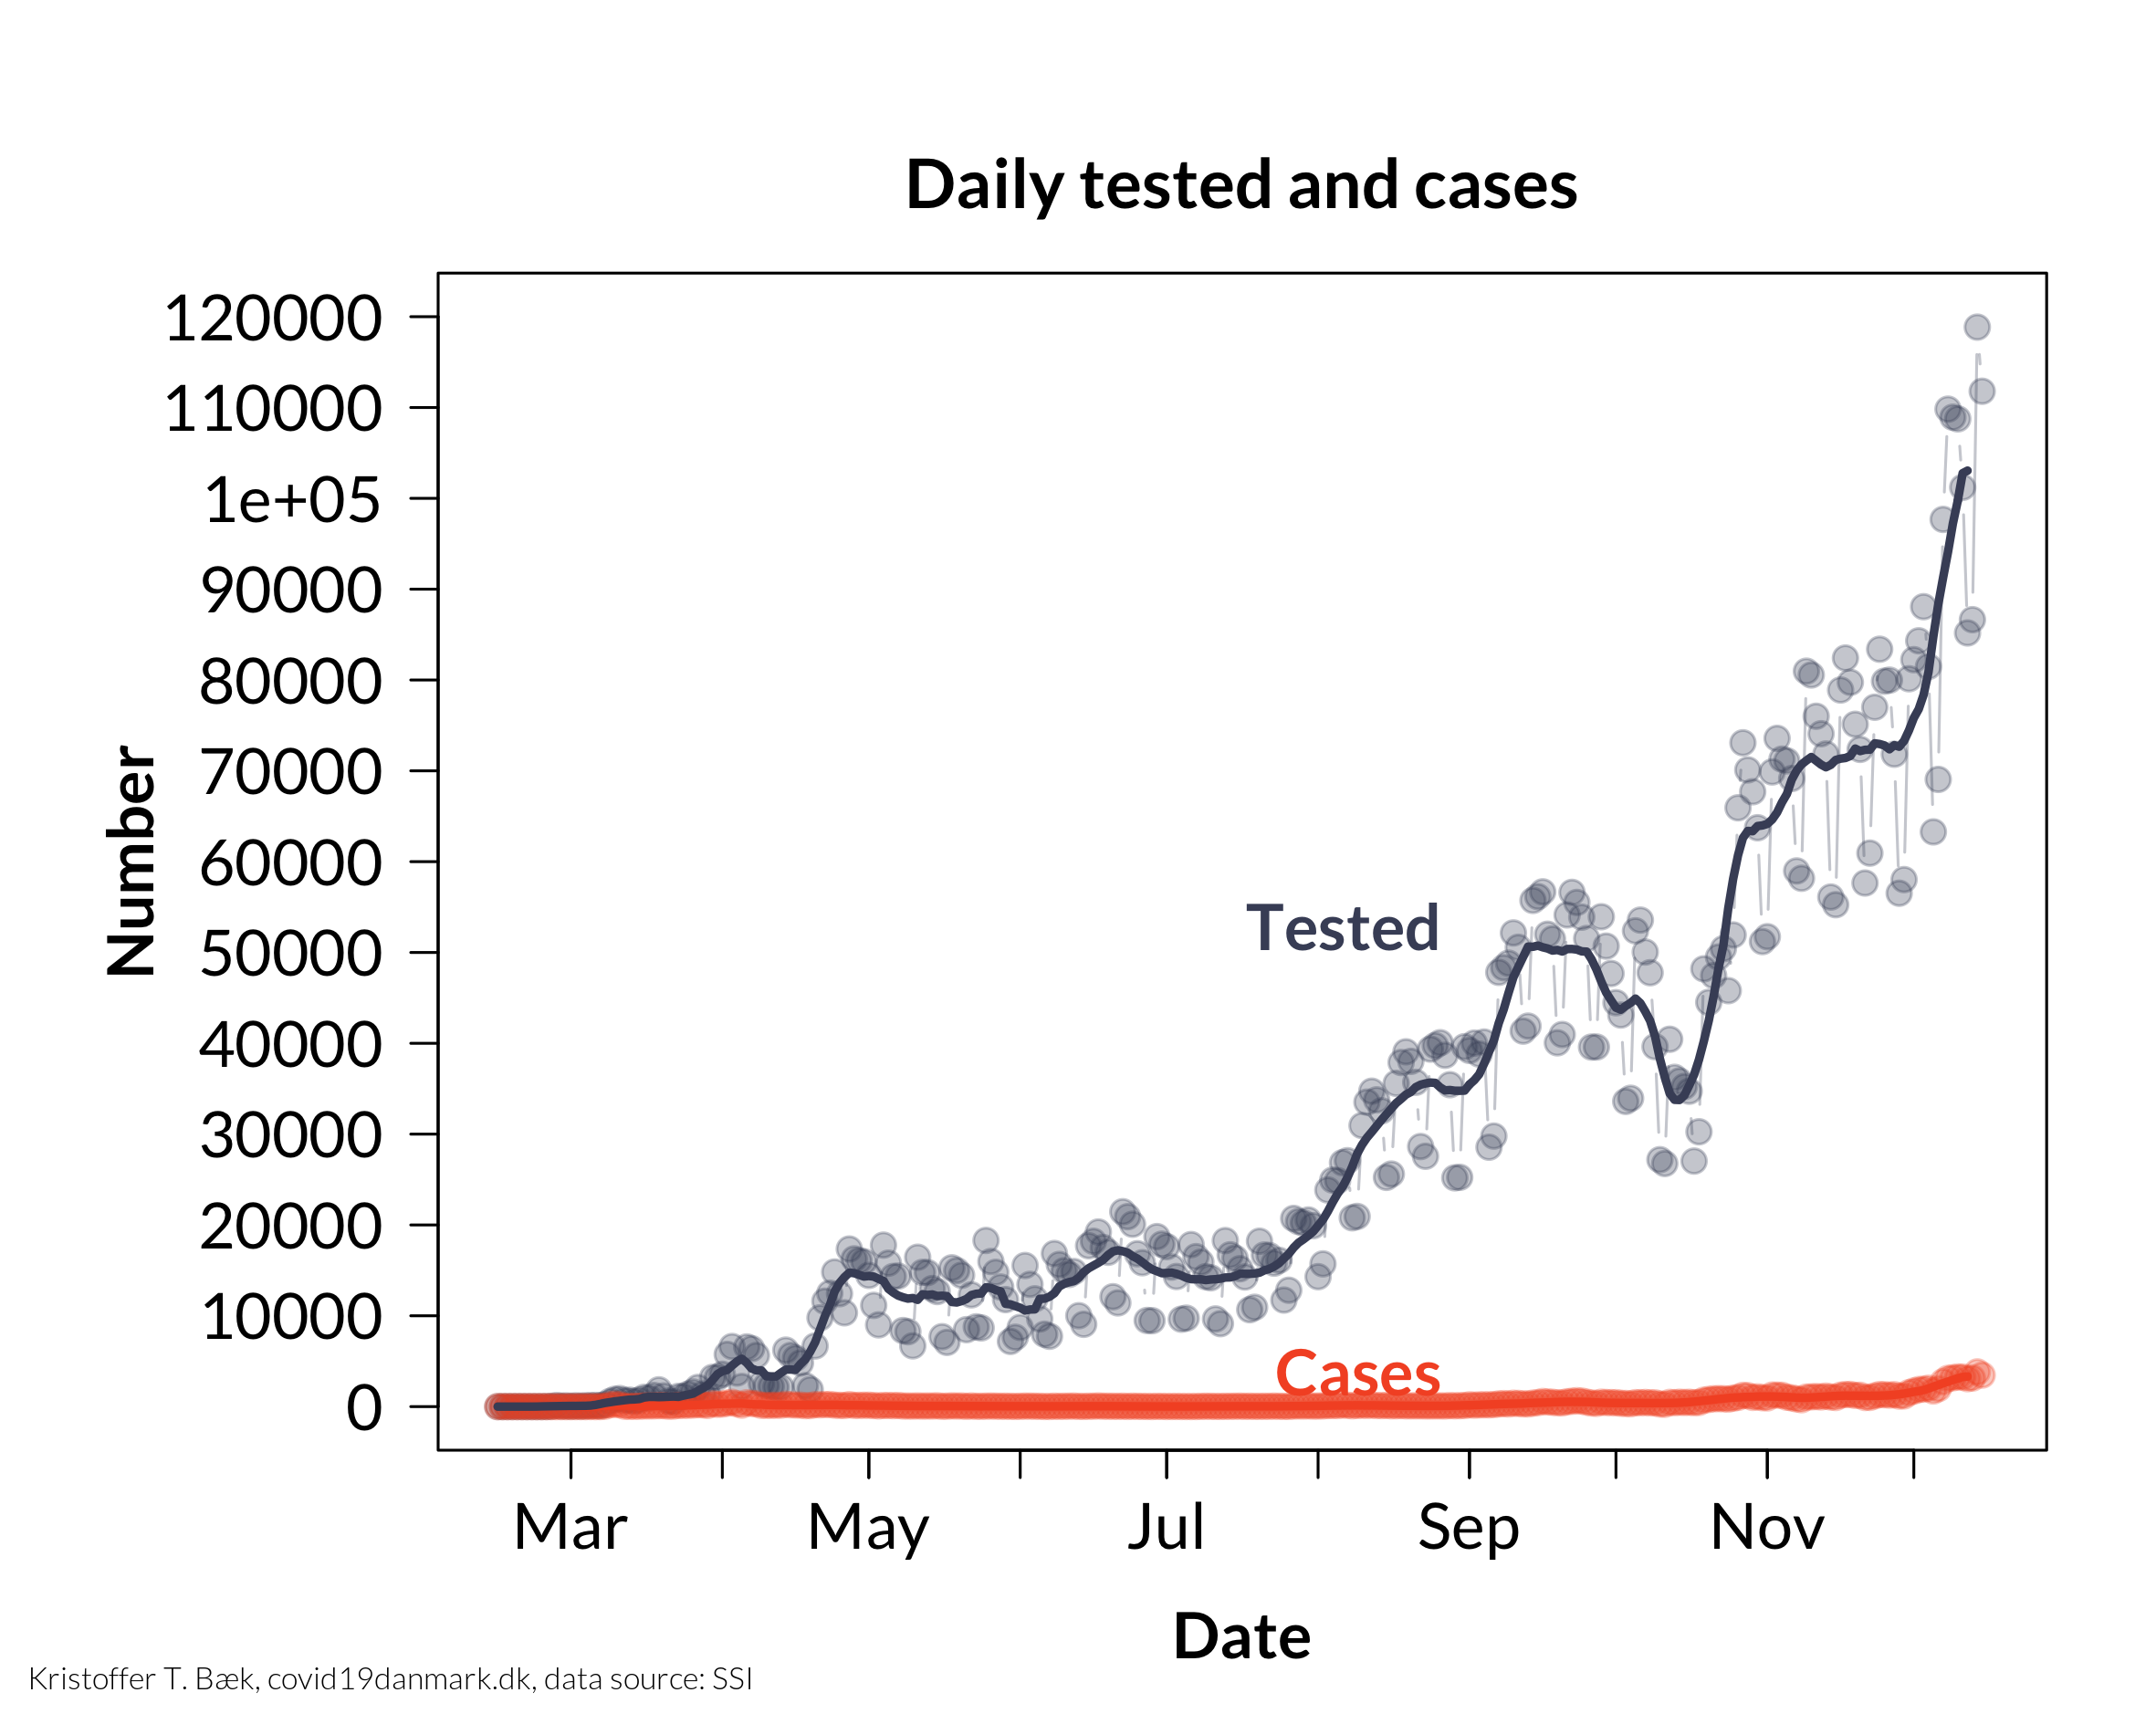 Daily tested and cases
120000
110000
1e+05
90000
80000
70000
60000
50000
40000
30000
20000
10000
0
Number
Tested
Cases
Mar May Jul Sep Nov
Date
Kristoffer T. Bæk, covid19danmark.dk, data source: SSI